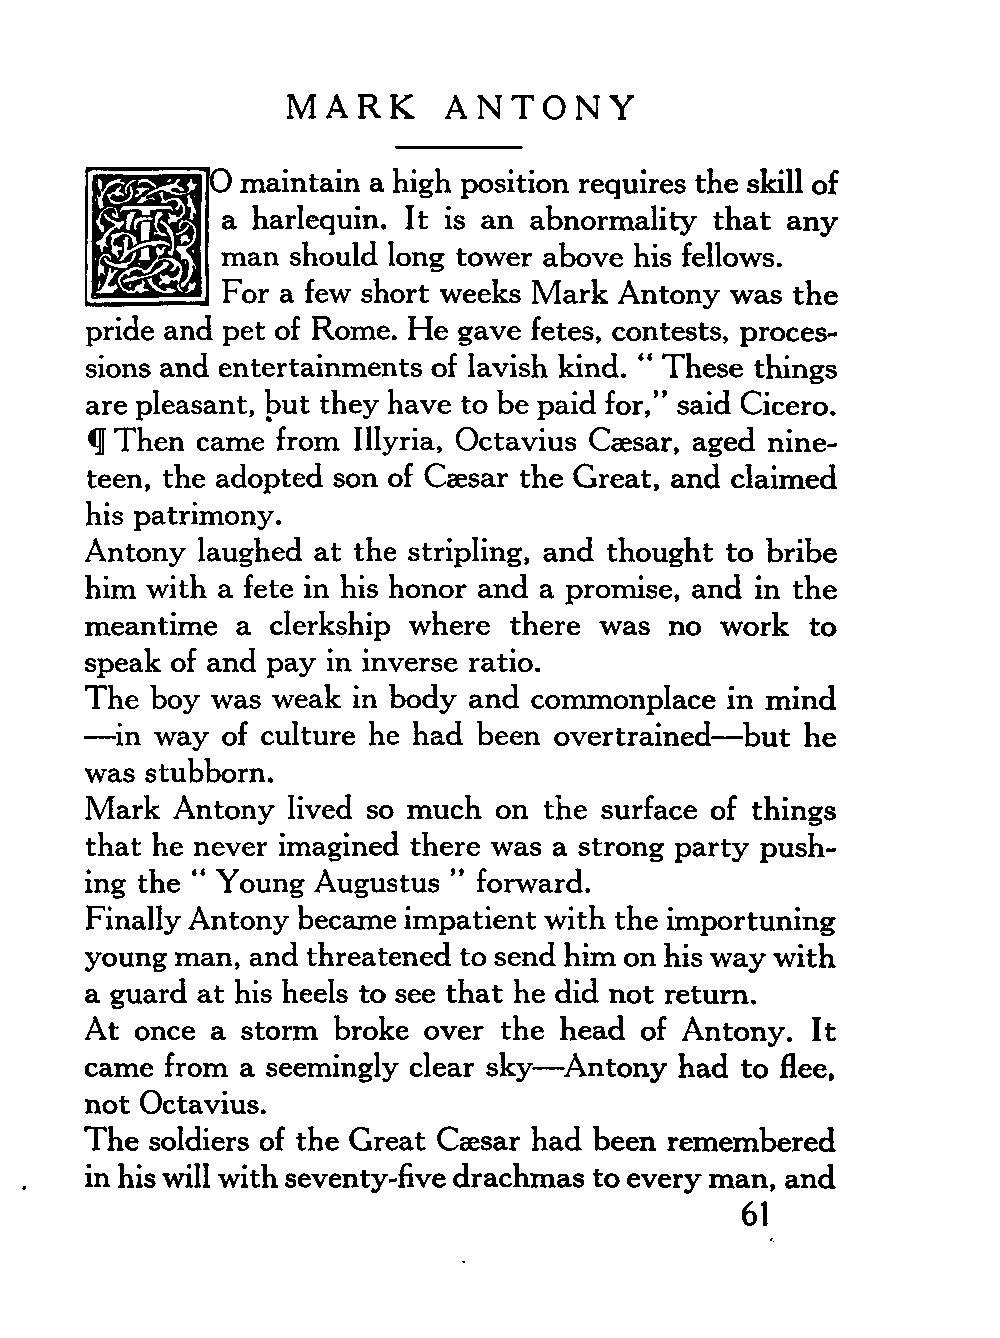 MARK ANTONY
TO maintain a high position requires the skill of
a harlequin. It is an abnormality that any
man should long tower above his fellows.
For a few short weeks Mark Antony was the
pride and pet of Rome. He gave fetes, contests, proces-
sions and entertainments of lavish kind. “ These things
are pleasant, but they have to be paid for,” said Cicero.
¶ Then came from Illyria, Octavius Cæsar, aged nine-
teen, the adopted son of Cæsar the Great, and claimed
his patrimony.
Antony laughed at the stripling, and thought to bribe
him with a fete in his honor and a promise, and in the
meantime a clerkship where there was no work to
speak of and pay in inverse ratio.
The boy was weak in body and commonplace in mind
—in way of culture he had been overtrained—but he
was stubborn.
Mark Antony lived so much on the surface of things
that he never imagined there was a strong party push-
ing the “ Young Augustus ” forward.
Finally Antony became impatient with the importuning
young man, and threatened to send him on his way with
a guard at his heels to see that he did not return.
At once a storm broke over the head of Antony. It
came from a seemingly clear sky—Antony had to flee,
not Octavius.
The soldiers of the Great Cæsar had been remembered
in his will with seventy-five drachmas to every man, and
61